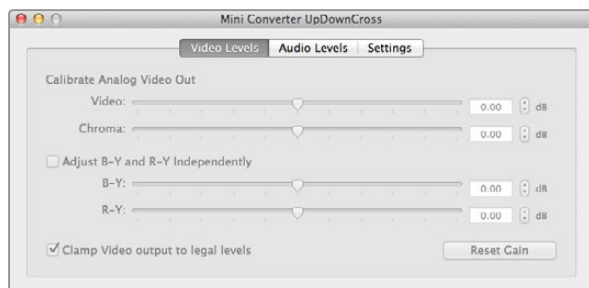 Mini Converter UpDownCross
Video Levels Audio Levels Settings
Calibrate Analog Video Out
Video: 0.00 dB
Chroma: 0.00 dB
Adjust B-Y and R-Y Independently
B-Y: 0.00 dB
R-Y: 0.00 dB
Clamp Video output to legal levels Reset Gain